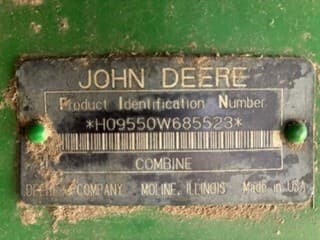 JOHN DEERE
Product Identification Number
*H09550W685523*
COMBINE
DEERE & COMPANY MOLINE, ILLINOIS Made in USA